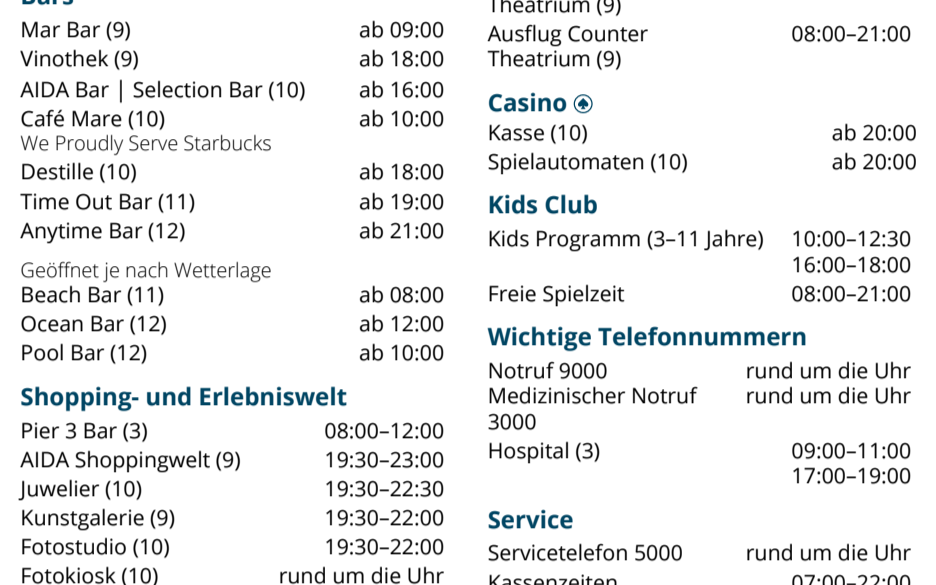 Bars
Mar Bar (9) ab 09:00
Vinothek (9) ab 18:00
AIDA Bar | Selection Bar (10) ab 16:00
Café Mare (10) ab 10:00
We Proudly Serve Starbucks
Destille (10) ab 18:00
Time Out Bar (11) ab 19:00
Anytime Bar (12) ab 21:00
Geöffnet je nach Wetterlage
Beach Bar (11) ab 08:00
Ocean Bar (12) ab 12:00
Pool Bar (12) ab 10:00
Shopping- und Erlebniswelt
Pier 3 Bar (3) 08:00–12:00
AIDA Shoppingwelt (9) 19:30–23:00
Juwelier (10) 19:30–22:30
Kunstgalerie (9) 19:30–22:00
Fotostudio (10) 19:30–22:00
Fotokiosk (10) rund um die Uhr
Theatrium (9)
Ausflug Counter 08:00–21:00
Theatrium (9)
Casino
Kasse (10) ab 20:00
Spielautomaten (10) ab 20:00
Kids Club
Kids Programm (3–11 Jahre) 10:00–12:30
16:00–18:00
Freie Spielzeit 08:00–21:00
Wichtige Telefonnummern
Notruf 9000 rund um die Uhr
Medizinischer Notruf rund um die Uhr
3000
Hospital (3) 09:00–11:00
17:00–19:00
Service
Servicetelefon 5000 rund um die Uhr
Kassenzeiten 07:00–22:00